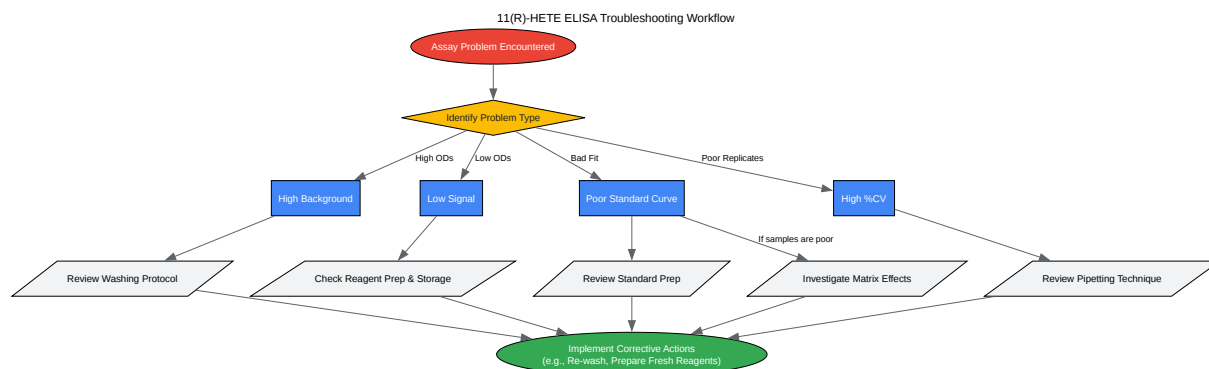 11(R)-HETE ELISA Troubleshooting Workflow
Assay Problem Encountered
Identify Problem Type
High ODs
Low ODs
Bad Fit
Poor Replicates
High Background
Low Signal
Poor Standard Curve
High %CV
If samples are poor
Review Washing Protocol
Check Reagent Prep & Storage
Review Standard Prep
Investigate Matrix Effects
Review Pipetting Technique
Implement Corrective Actions
(e.g., Re-wash, Prepare Fresh Reagents)